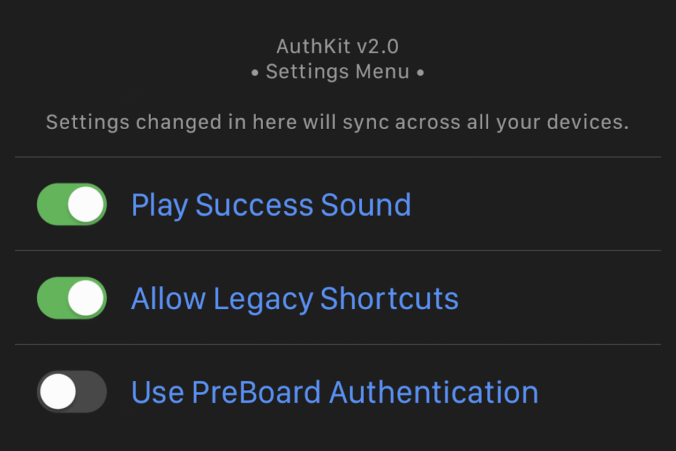 AuthKit v2.0
• Settings Menu •
Settings changed in here will sync across all your devices.
Play Success Sound
Allow Legacy Shortcuts
Use PreBoard Authentication